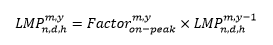 LMP^{m,y}_{n,d,h} = Factor^{m,y}_{on-peak} × LMP^{m,y-1}_{n,d,h}